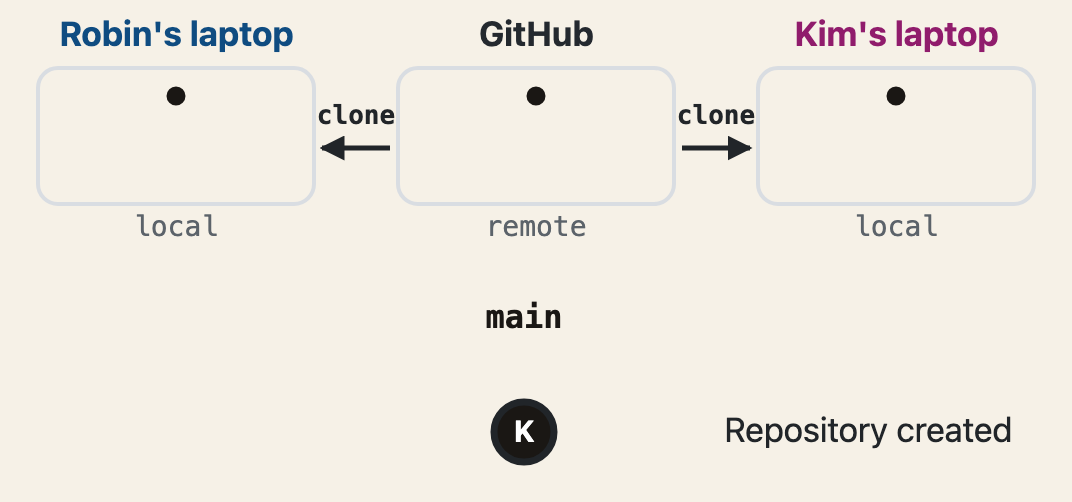 Robin's laptop GitHub Kim's laptop
clone clone
local remote local
main
K Repository created